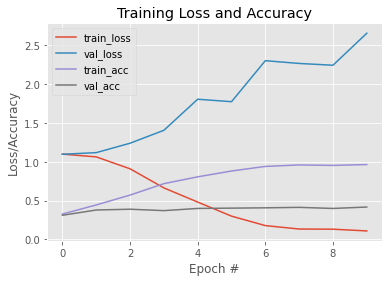 Training Loss and Accuracy
train_loss
val_loss
train_acc
val_acc
Loss/Accuracy
2.5
2.0
1.5
1.0
0.5
0.0
0 2 4 6 8
Epoch #